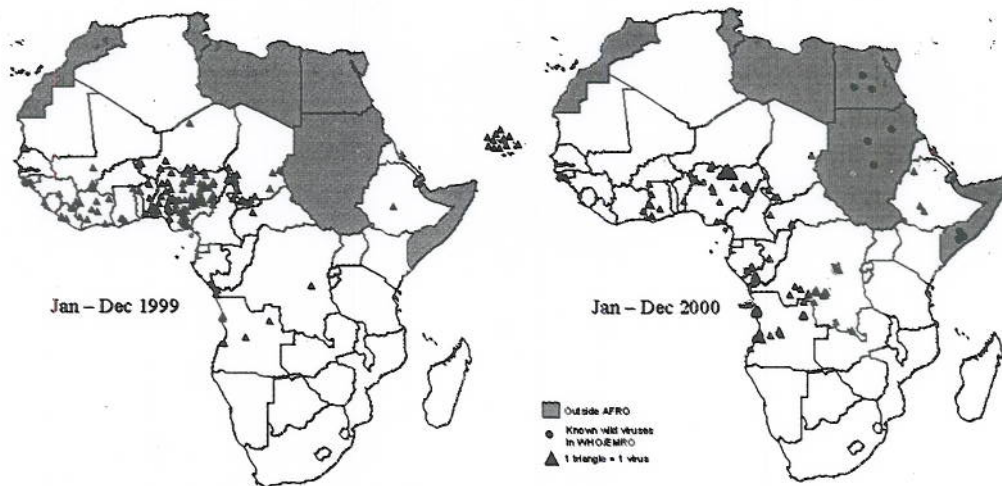 Jan – Dec 1999
Jan – Dec 2000
Outside AFRO
Known wild viruses
in WHO/EMRO
1 triangle = 1 virus